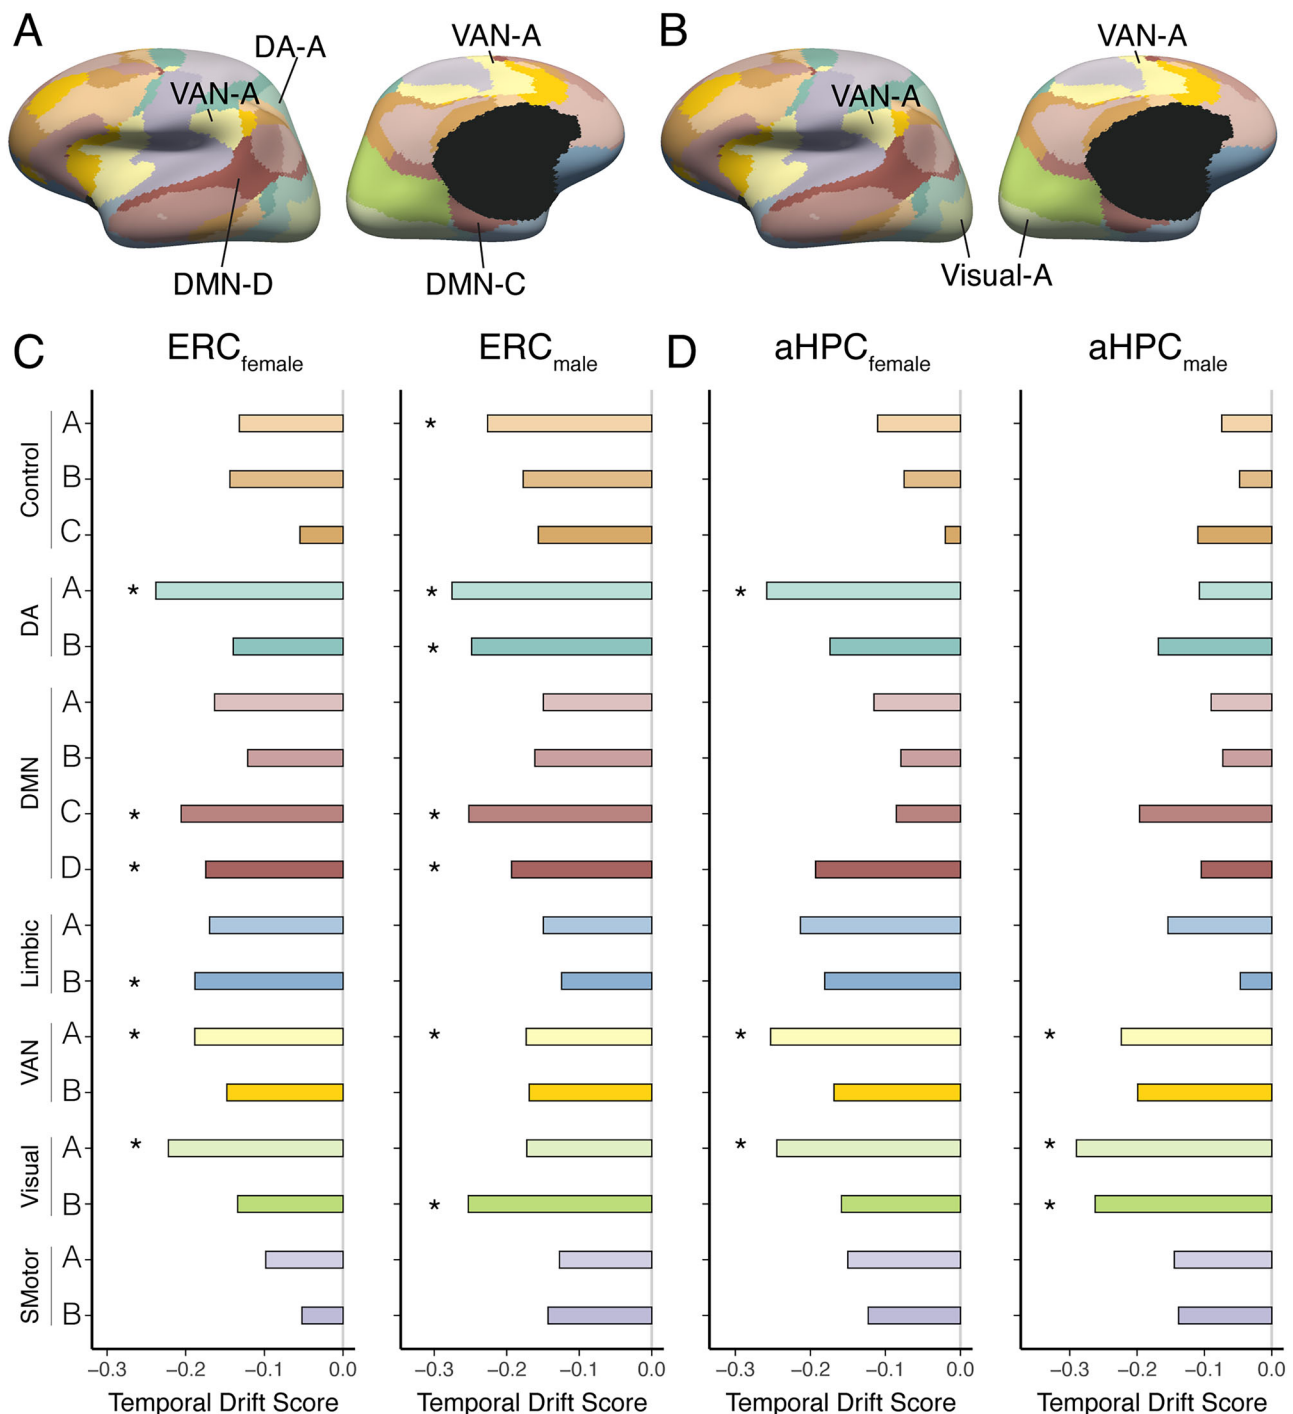 A
DA-A
VAN-A
VAN-A
DMN-D
DMN-C
B
VAN-A
VAN-A
Visual-A
C
ERCfemale
ERCmale
D
aHPCfemale
aHPCmale
Control
A
*
B
C
DA
A
* * *
B
*
DMN
A
B
C
* *
D
* *
Limbic
A
B
*
VAN
A
* * * *
B
Visual
A
* * *
B
* *
SMotor
A
B
−0.3 −0.2 −0.1 0.0
−0.3 −0.2 −0.1 0.0
−0.3 −0.2 −0.1 0.0
−0.3 −0.2 −0.1 0.0
Temporal Drift Score
Temporal Drift Score
Temporal Drift Score
Temporal Drift Score